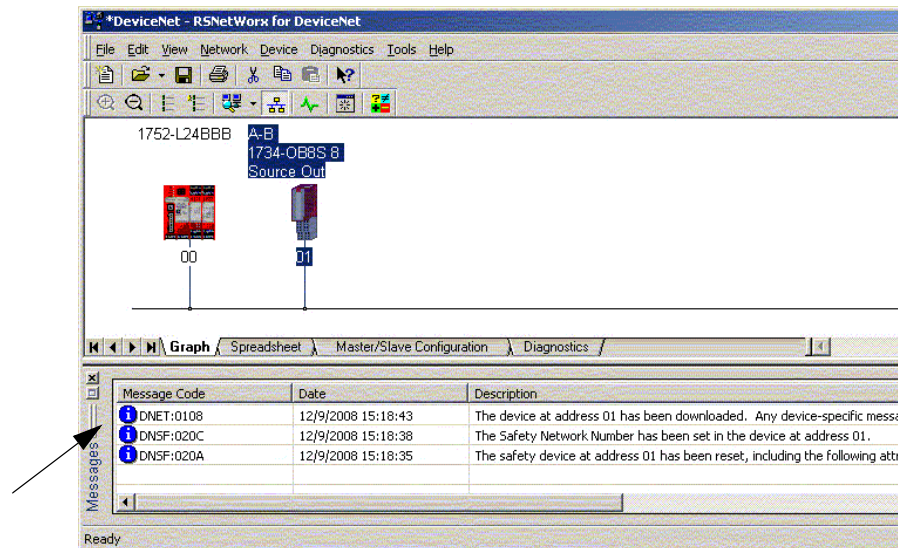 *DeviceNet - RSNetWorx for DeviceNet
File Edit View Network Device Diagnostics Tools Help
1752-L24BBB
A-B
1734-OB8S 8
Source Out
00
01
Graph Spreadsheet Master/Slave Configuration Diagnostics
Message Code Date Description
DNET:0108 12/9/2008 15:18:43 The device at address 01 has been downloaded. Any device-specific messa
DNSF:020C 12/9/2008 15:18:38 The Safety Network Number has been set in the device at address 01.
DNSF:020A 12/9/2008 15:18:35 The safety device at address 01 has been reset, including the following attr
Messages
Ready